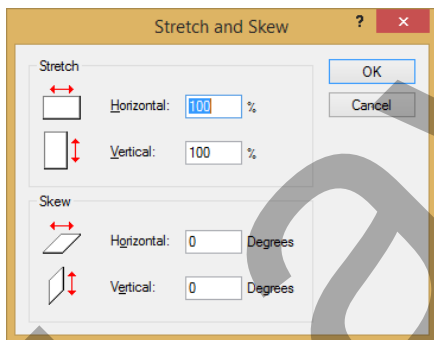 Stretch and Skew
?
Stretch
OK
Horizontal: 100 %
Cancel
Vertical: 100 %
Skew
Horizontal: 0 Degrees
Vertical: 0 Degrees